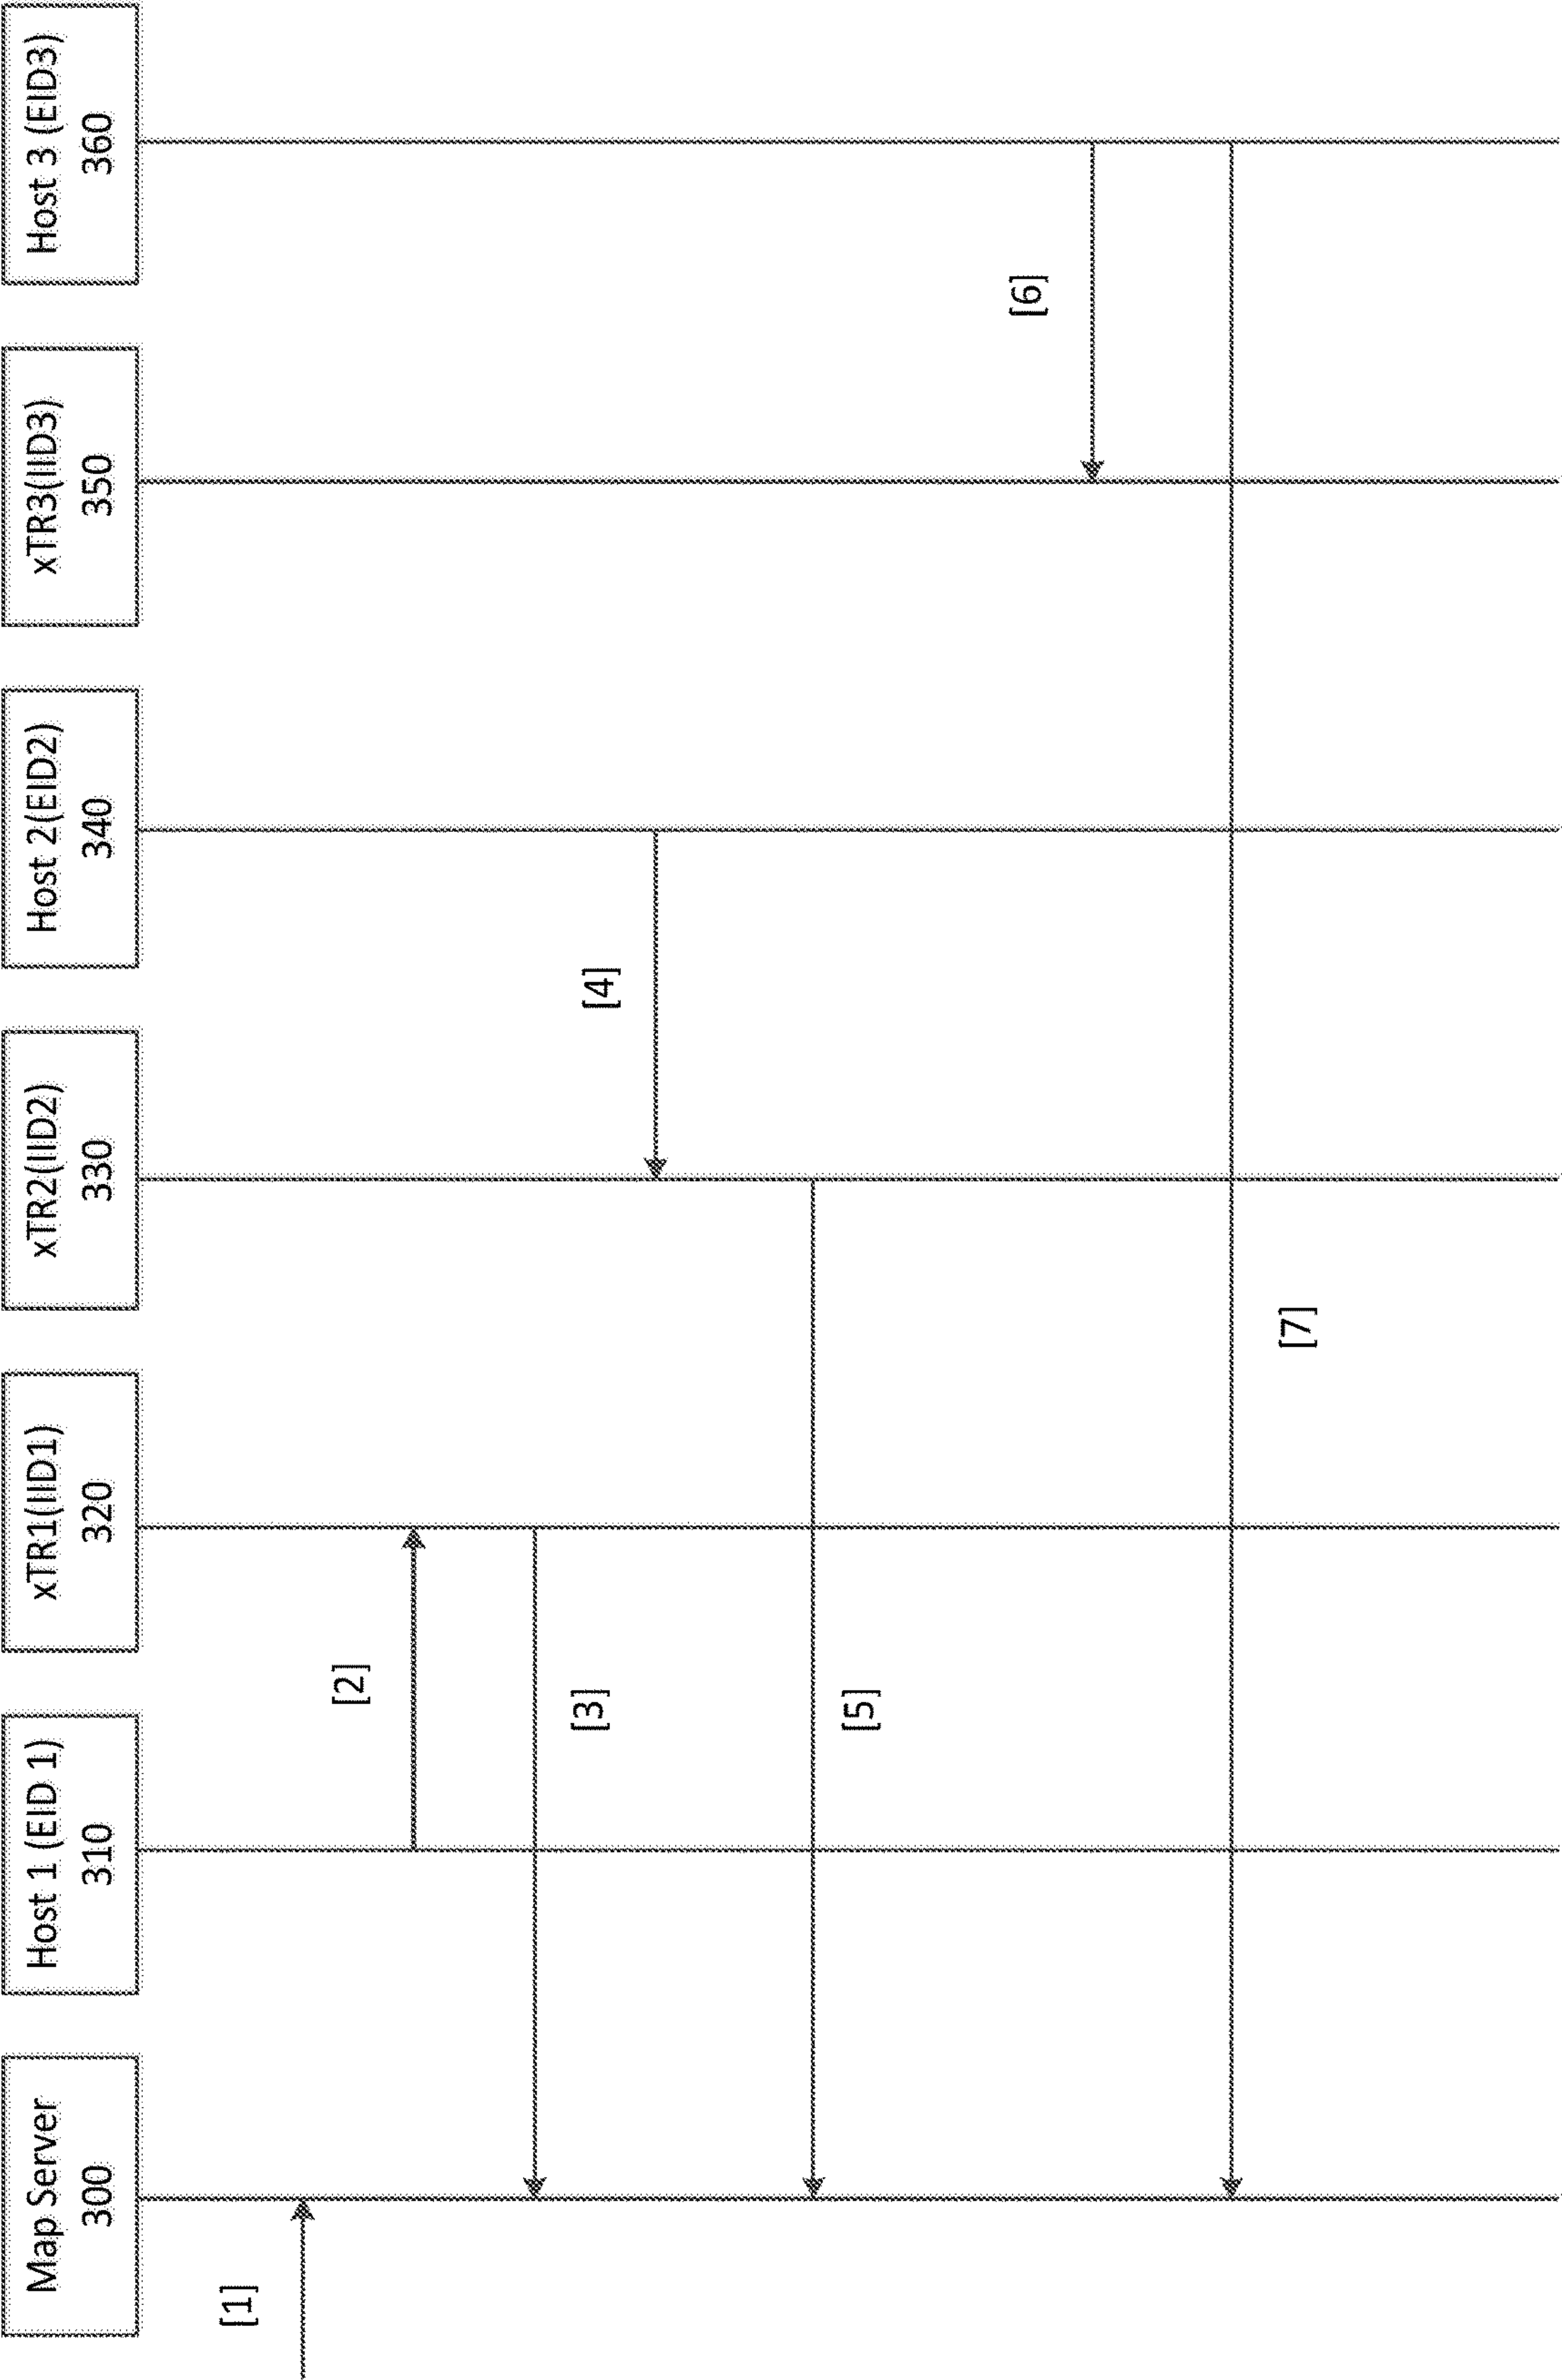 Map Server
300
Host 1 (EID 1)
310
xTR1(IID1)
320
xTR2(IID2)
330
Host 2(EID2)
340
xTR3(IID3)
350
Host 3 (EID3)
360
[1]
[2]
[3]
[4]
[5]
[6]
[7]